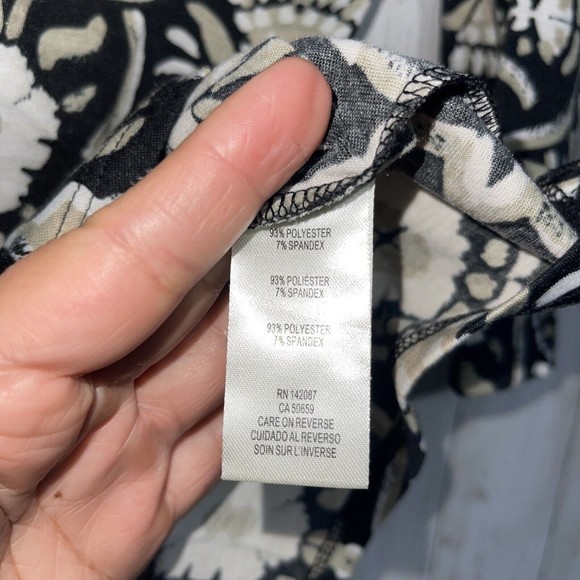 93% POLYESTER
7% SPANDEX
93% POLIÉSTER
7% SPANDEX
93% POLYESTER
7% SPANDEX
RN 142087
CA 50659
CARE ON REVERSE
CUIDADO AL REVERSO
SOIN SUR L'INVERSE